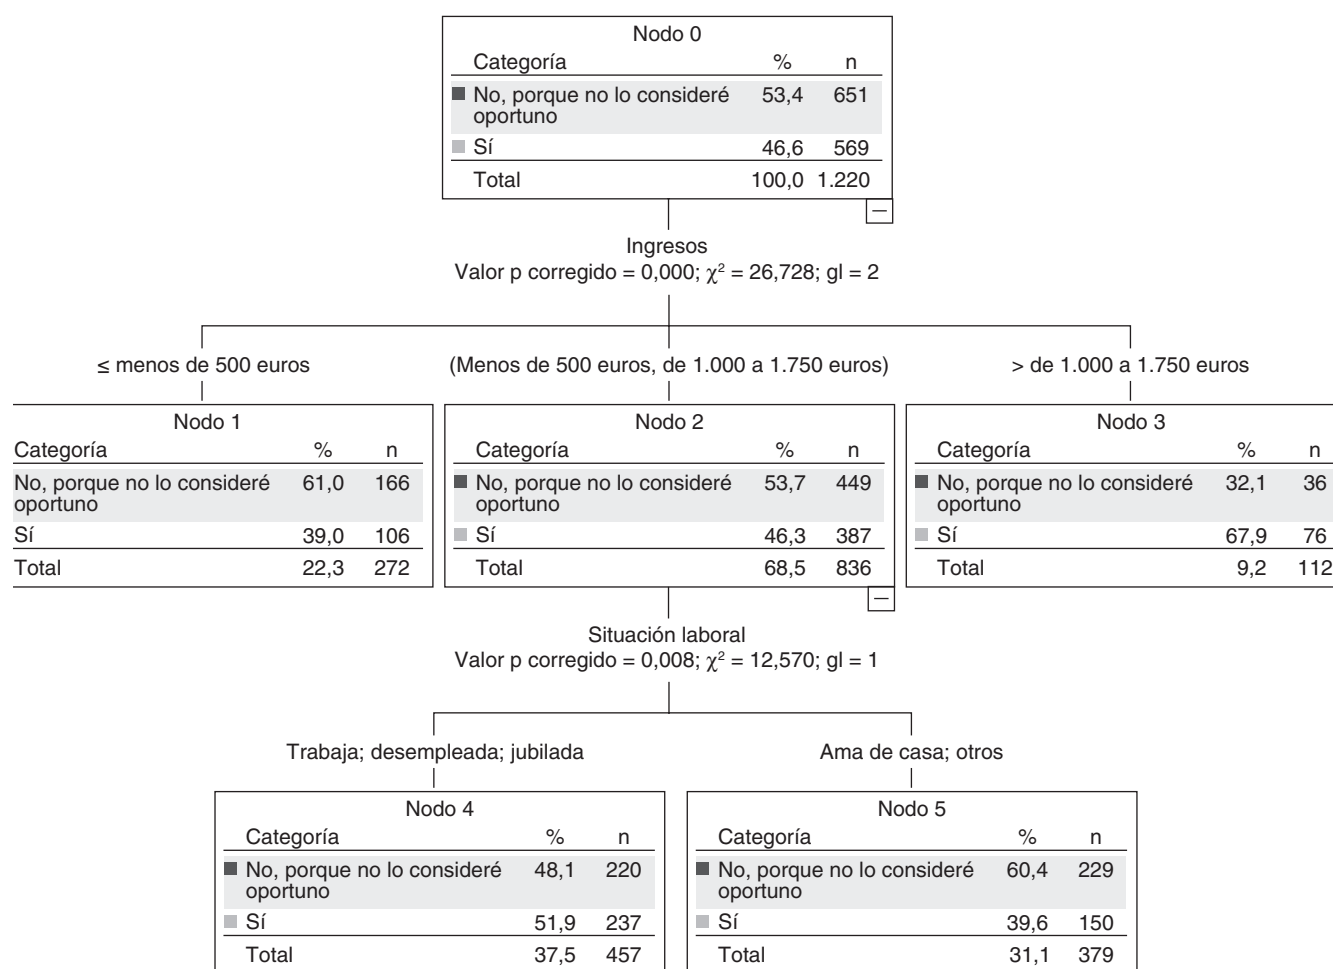 Nodo 0
Categoría % n
No, porque no lo consideré 53,4 651
oportuno
Sí 46,6 569
Total 100,0 1.220
Ingresos
Valor p corregido = 0,000; χ² = 26,728; gl = 2
≤ menos de 500 euros
(Menos de 500 euros, de 1.000 a 1.750 euros)
> de 1.000 a 1.750 euros
Nodo 1
Categoría % n
No, porque no lo consideré 61,0 166
oportuno
Sí 39,0 106
Total 22,3 272
Nodo 2
Categoría % n
No, porque no lo consideré 53,7 449
oportuno
Sí 46,3 387
Total 68,5 836
Nodo 3
Categoría % n
No, porque no lo consideré 32,1 36
oportuno
Sí 67,9 76
Total 9,2 112
Situación laboral
Valor p corregido = 0,008; χ² = 12,570; gl = 1
Trabaja; desempleada; jubilada
Ama de casa; otros
Nodo 4
Categoría % n
No, porque no lo consideré 48,1 220
oportuno
Sí 51,9 237
Total 37,5 457
Nodo 5
Categoría % n
No, porque no lo consideré 60,4 229
oportuno
Sí 39,6 150
Total 31,1 379